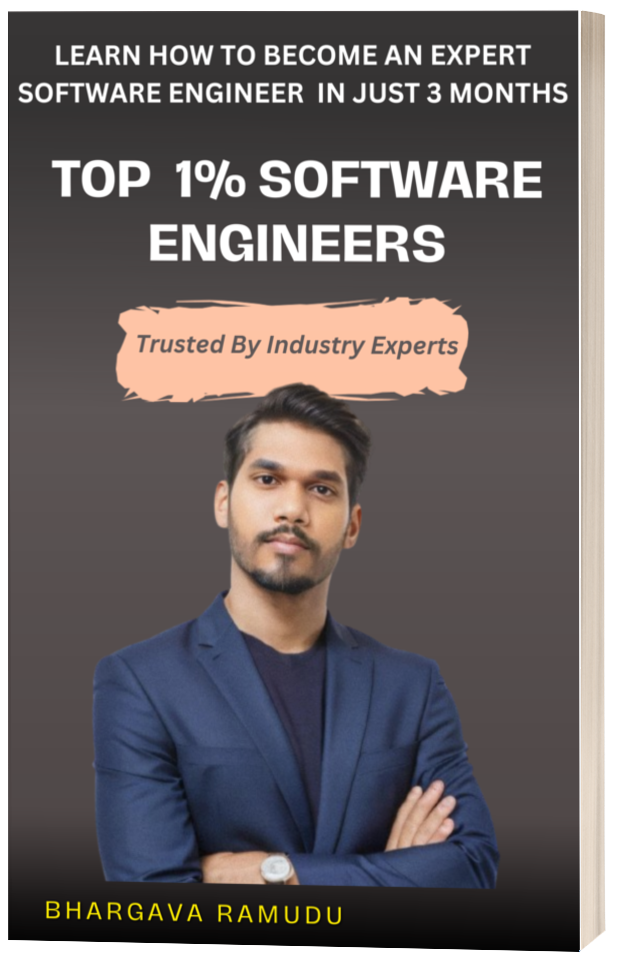 LEARN HOW TO BECOME AN EXPERT
SOFTWARE ENGINEER IN JUST 3 MONTHS
TOP 1% SOFTWARE
ENGINEERS
Trusted By Industry Experts
BHARGAVA RAMUDU